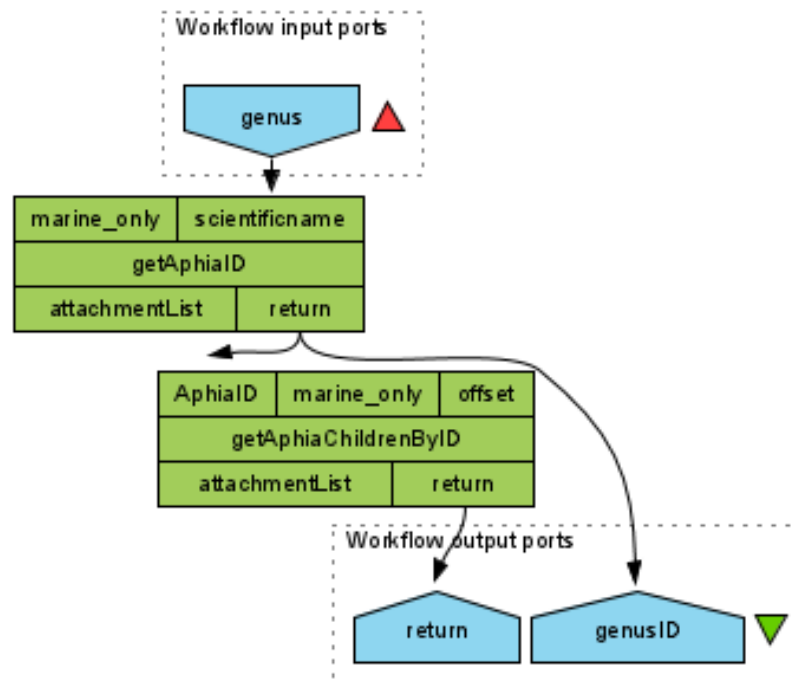 Workflow input ports
genus
marine_only scientificname
getAphiaID
attachmentList return
AphiaID marine_only offset
getAphiaChildrenByID
attachmentList return
Workflow output ports
return genusID